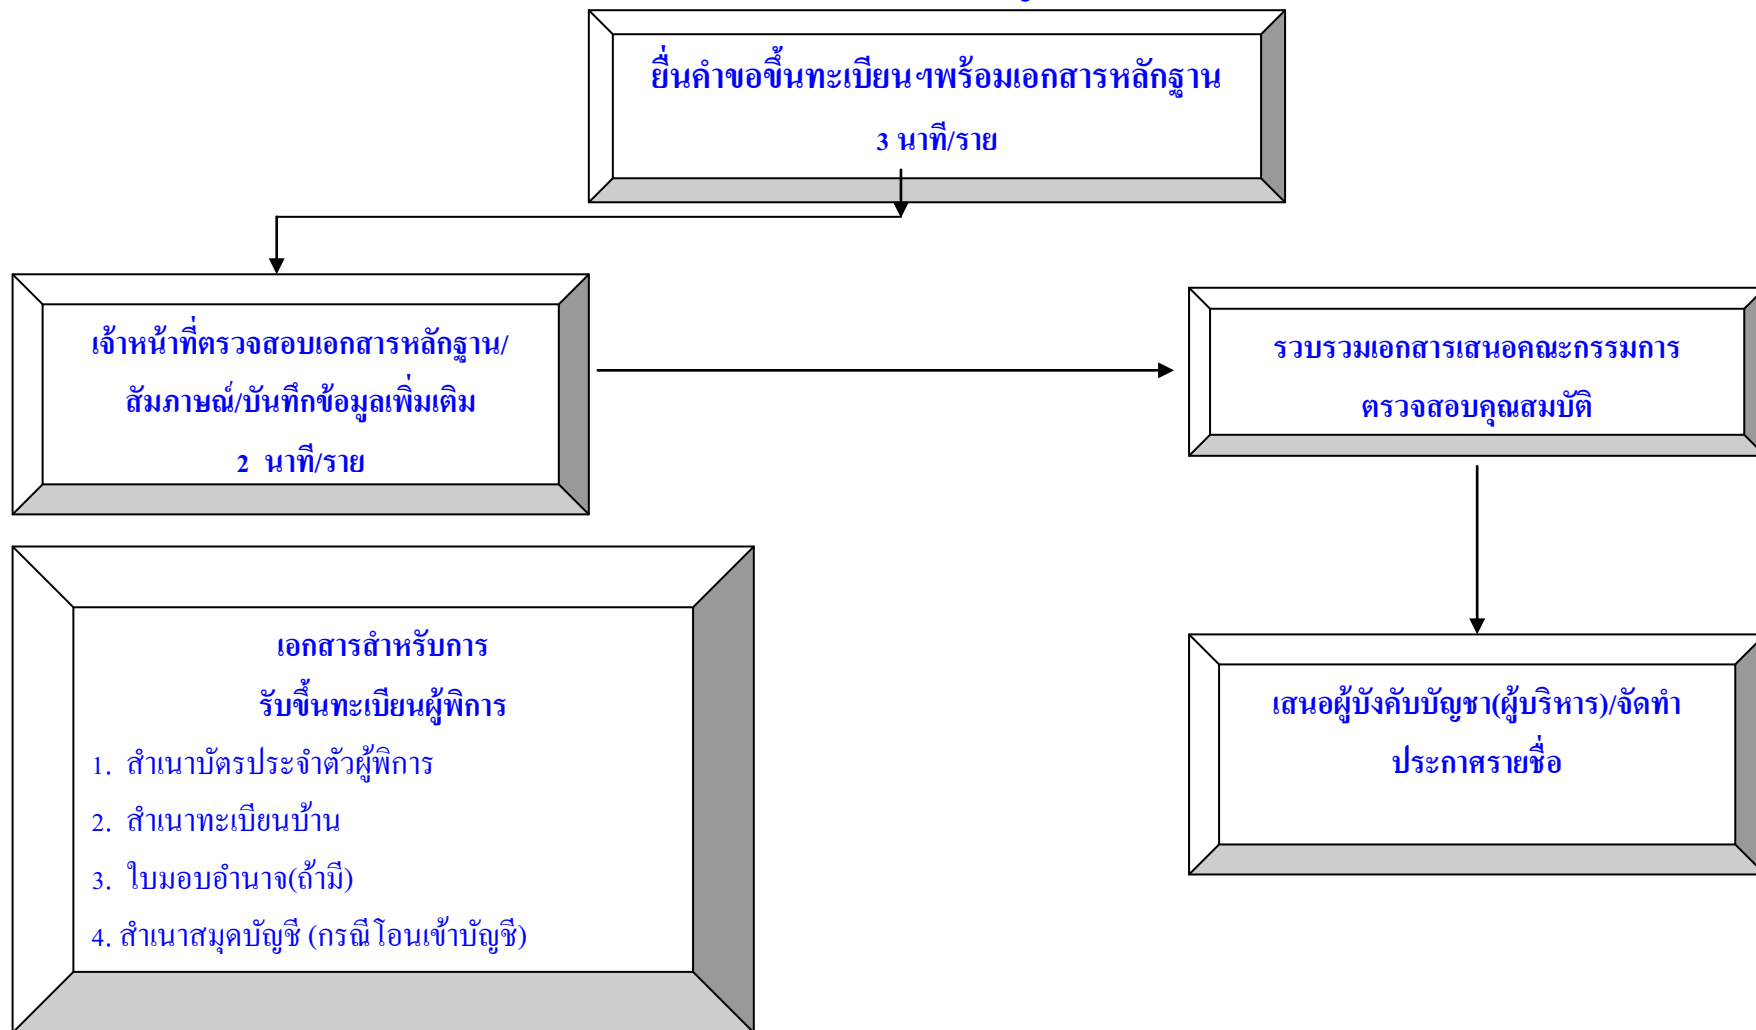 ยื่นคำขอขึ้นทะเบียนฯพร้อมเอกสารหลักฐาน
3 นาที/ราย
เจ้าหน้าที่ตรวจสอบเอกสารหลักฐาน/
สัมภาษณ์/บันทึกข้อมูลเพิ่มเติม
2 นาที/ราย
รวบรวมเอกสารเสนอคณะกรรมการ
ตรวจสอบคุณสมบัติ
เอกสารสำหรับการ
รับขึ้นทะเบียนผู้พิการ
1. สำเนาบัตรประจำตัวผู้พิการ
2. สำเนาทะเบียนบ้าน
3. ใบมอบอำนาจ(ถ้ามี)
4. สำเนาสมุดบัญชี (กรณีโอนเข้าบัญชี)
เสนอผู้บังคับบัญชา(ผู้บริหาร)/จัดทำ
ประกาศรายชื่อ